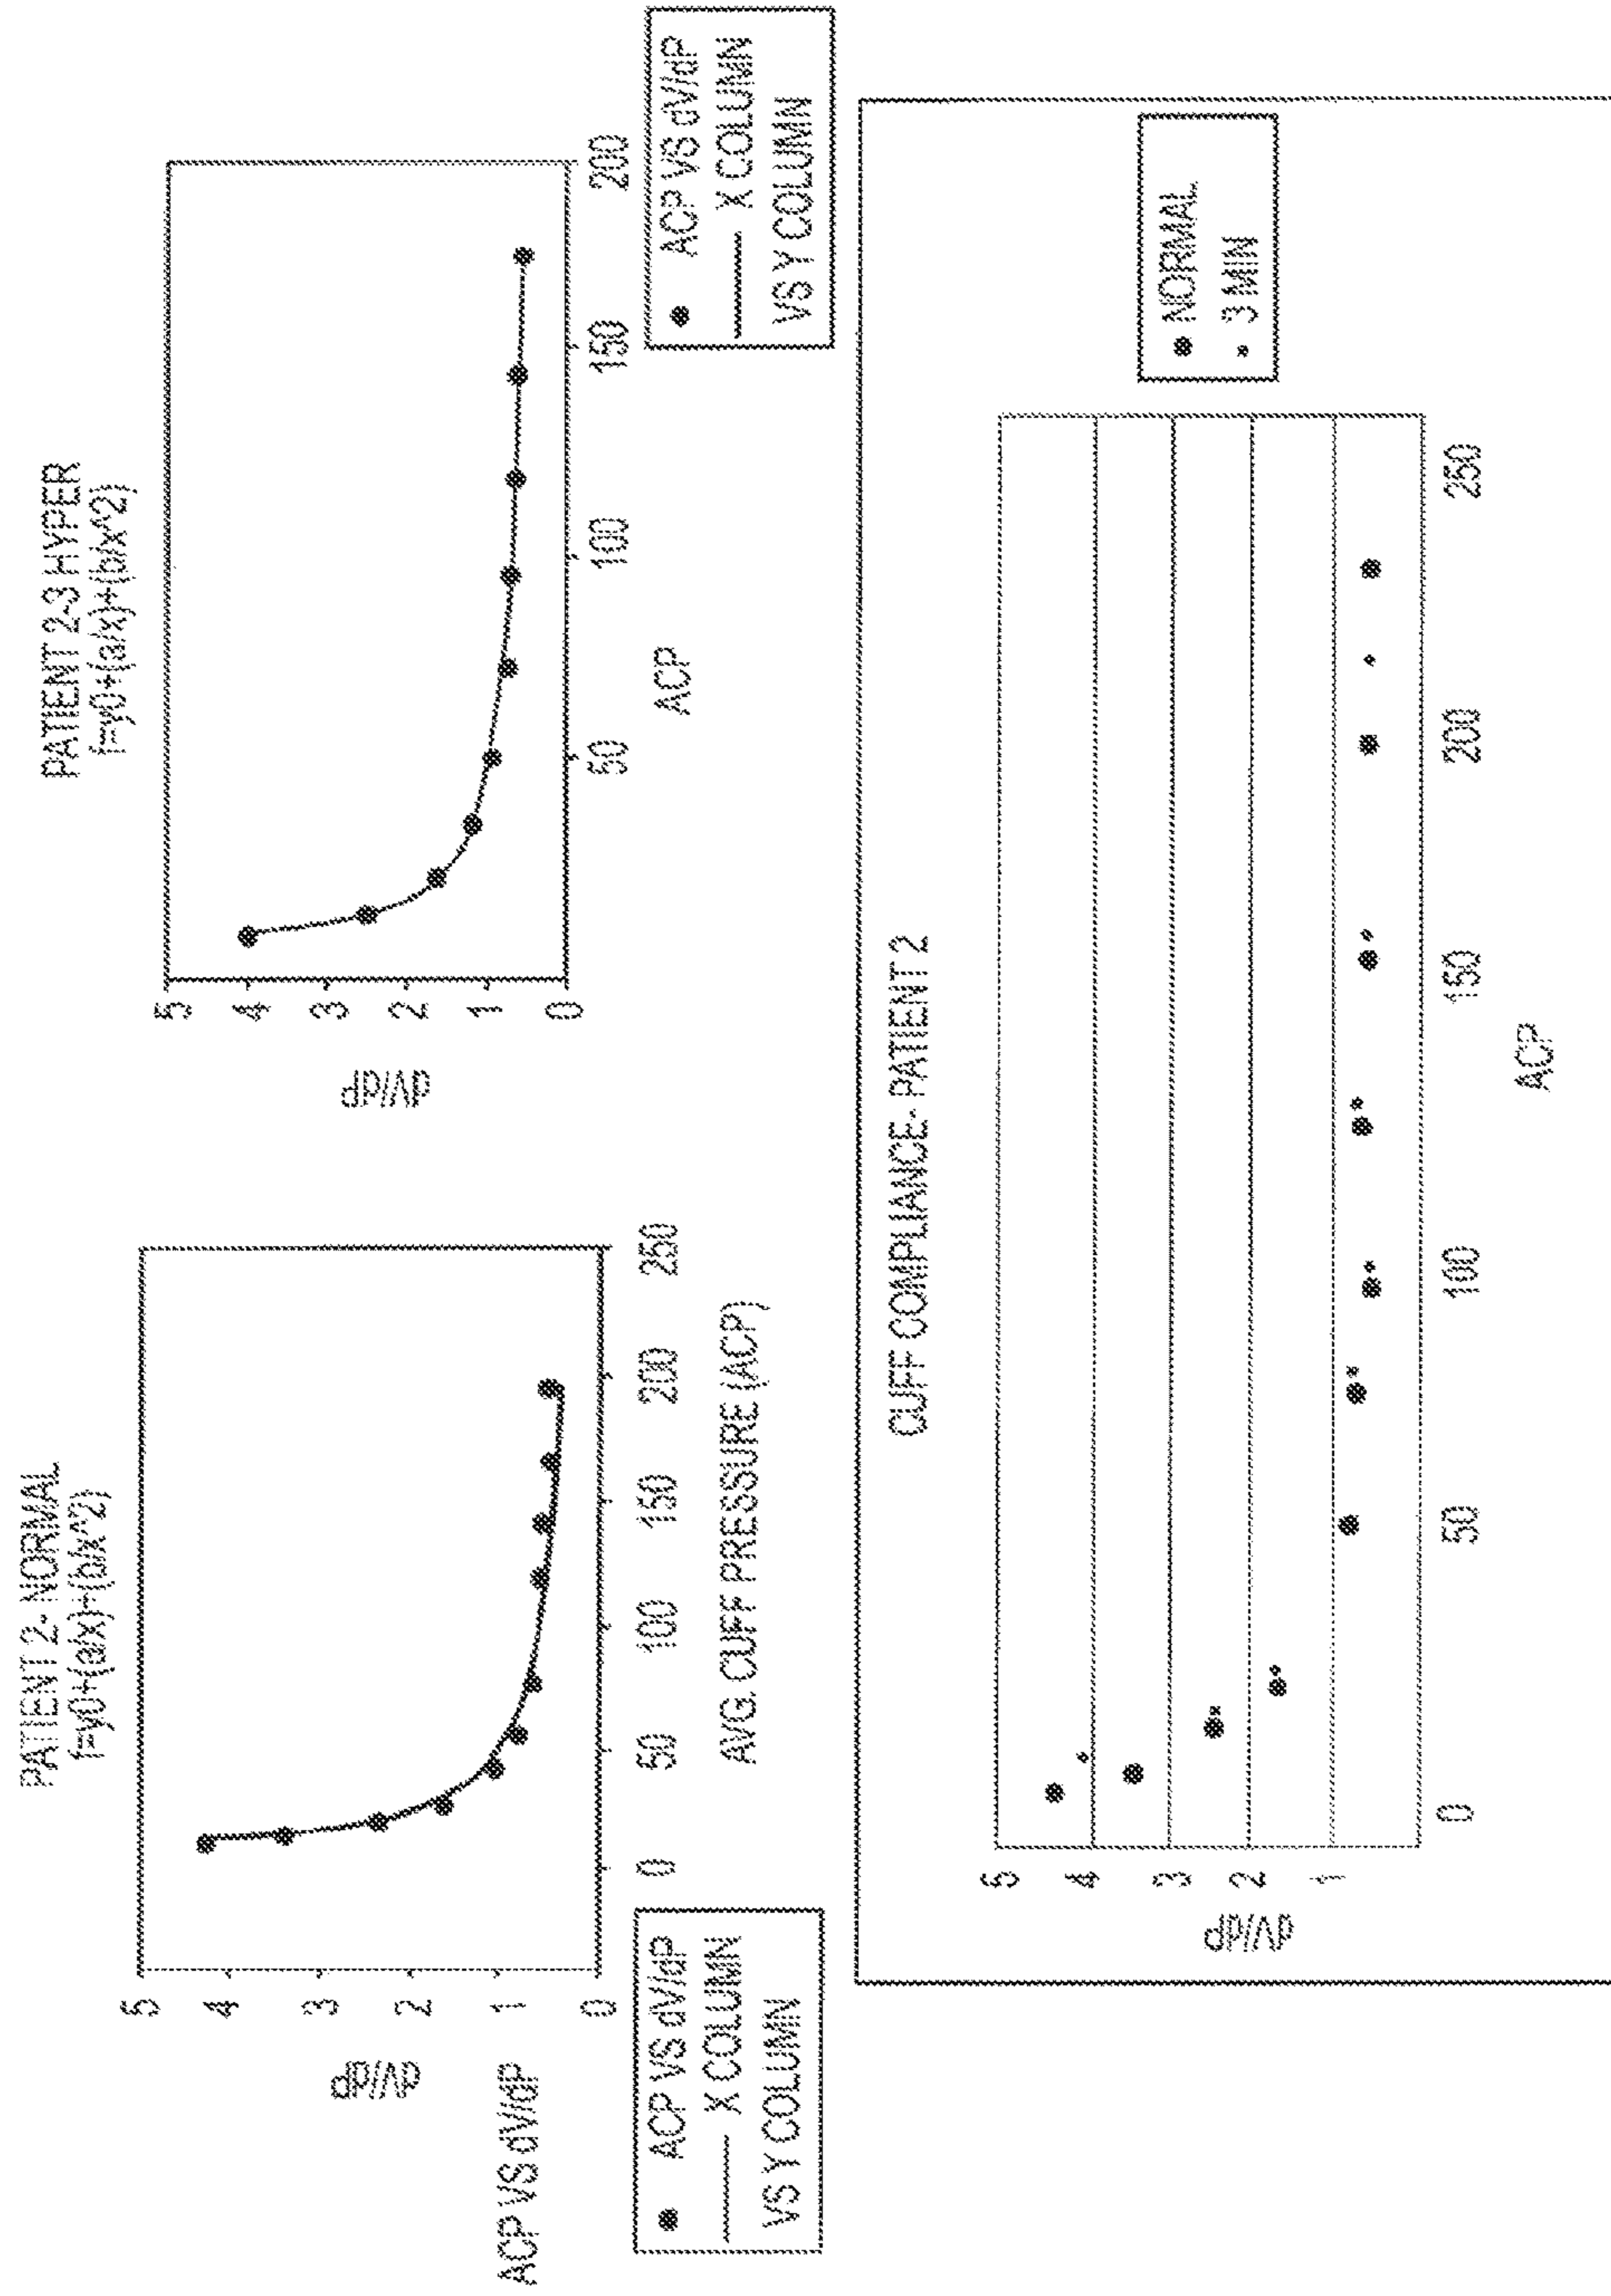 PATIENT 2- NORMAL
f=y0+(a/x)+(b/x^2)
5
4
3
2
1
0
dV/dP
ACP VS dV/dP
0
50
100
150
200
250
AVG. CUFF PRESSURE (ACP)
ACP VS dV/dP
X COLUMN
VS Y COLUMN
PATIENT 2-3 HYPER
f=y0+(a/x)+(b/x^2)
5
4
3
2
1
0
dV/dP
50
100
150
200
ACP
ACP VS dV/dP
X COLUMN
VS Y COLUMN
CUFF COMPLIANCE- PATIENT 2
5
4
3
2
1
dV/dP
0
50
100
150
200
250
ACP
NORMAL
3 MIN